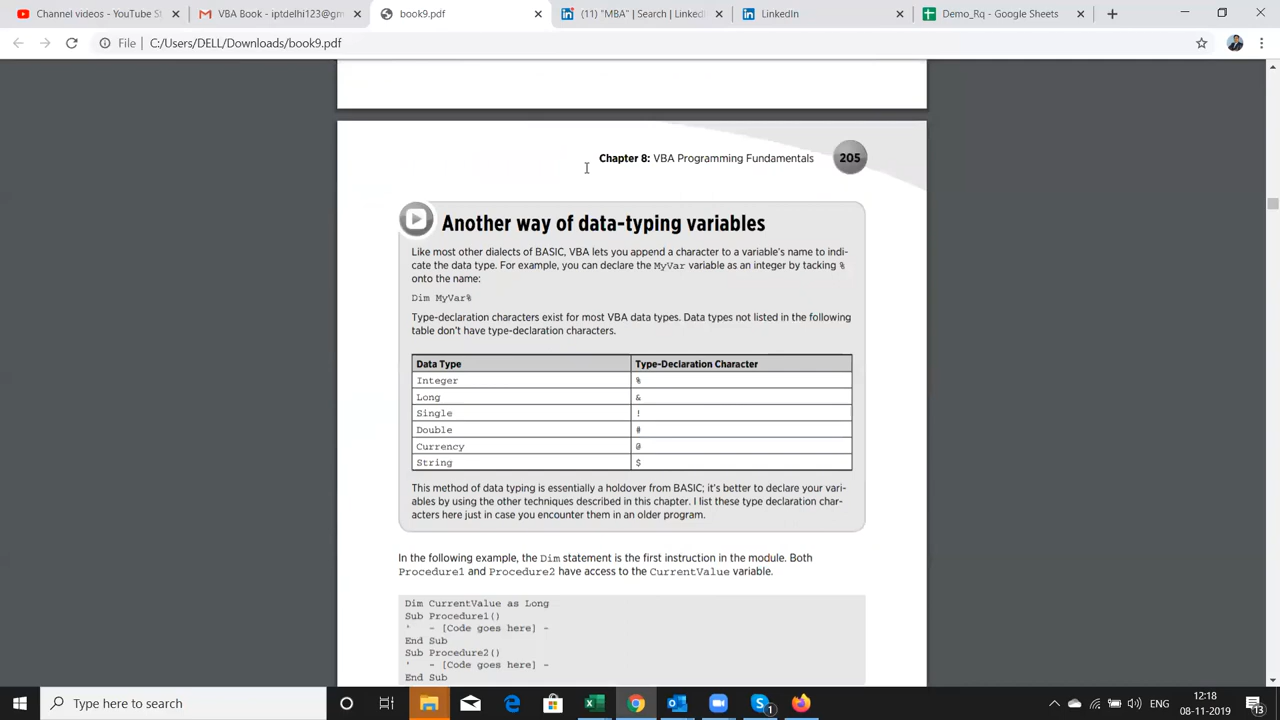 Channel videos - YouTube S
VBA Book - iptdelhi123@gm
book9.pdf
(11) "MBA" | Search | LinkedI
LinkedIn
Demo_Rq - Google Sheets
File | C:/Users/DELL/Downloads/book9.pdf
Chapter 8: VBA Programming Fundamentals 205
Another way of data-typing variables
Like most other dialects of BASIC, VBA lets you append a character to a variable's name to indi-
cate the data type. For example, you can declare the MyVar variable as an integer by tacking %
onto the name:
Dim MyVar%
Type-declaration characters exist for most VBA data types. Data types not listed in the following
table don't have type-declaration characters.
Data Type Type-Declaration Character
Integer %
Long &
Single !
Double #
Currency @
String $
This method of data typing is essentially a holdover from BASIC; it's better to declare your vari-
ables by using the other techniques described in this chapter. I list these type declaration char-
acters here just in case you encounter them in an older program.
In the following example, the Dim statement is the first instruction in the module. Both
Procedure1 and Procedure2 have access to the CurrentValue variable.
Dim CurrentValue as Long
Sub Procedure1()
' - [Code goes here] -
End Sub
Sub Procedure2()
' - [Code goes here] -
End Sub
Type here to search
1
ENG
12:18
08-11-2019
13